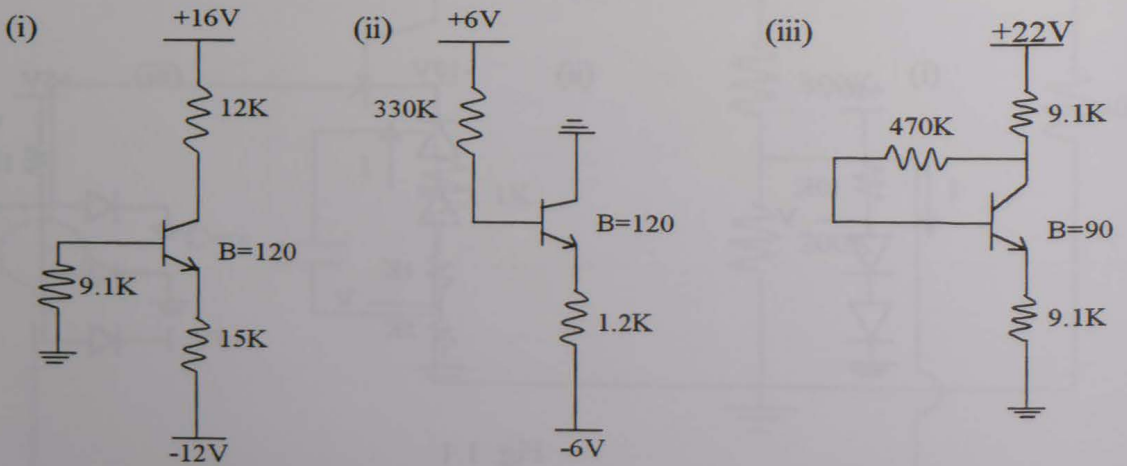 (i)
+16V
12K
B=120
9.1K
15K
-12V
(ii)
+6V
330K
B=120
1.2K
-6V
(iii)
+22V
9.1K
470K
B=90
9.1K